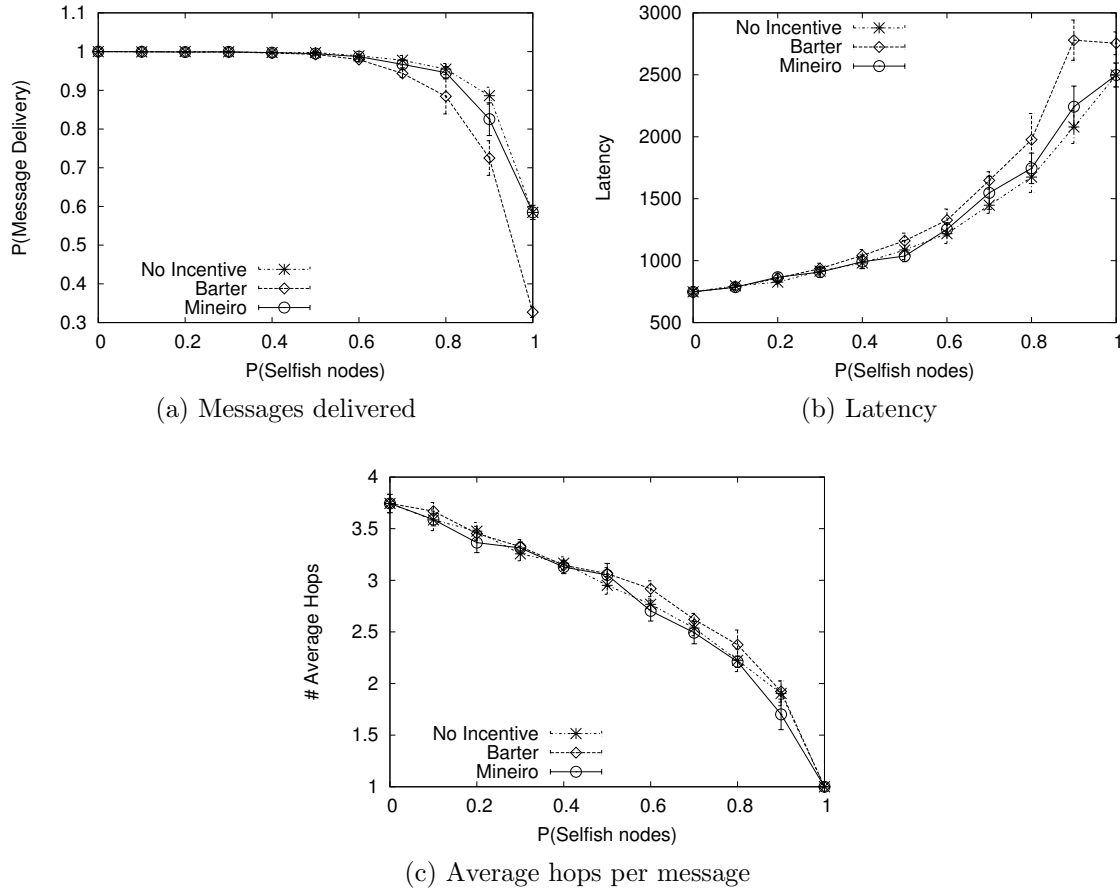 1.1
1
0.9
0.8
0.7
0.6
0.5
0.4
0.3
P(Message Delivery)
No Incentive
Barter
Mineiro
0 0.2 0.4 0.6 0.8 1
P(Selfish nodes)
(a) Messages delivered
3000
2500
2000
1500
1000
500
Latency
No Incentive
Barter
Mineiro
0 0.2 0.4 0.6 0.8 1
P(Selfish nodes)
(b) Latency
4
3.5
3
2.5
2
1.5
1
# Average Hops
No Incentive
Barter
Mineiro
0 0.2 0.4 0.6 0.8 1
P(Selfish nodes)
(c) Average hops per message